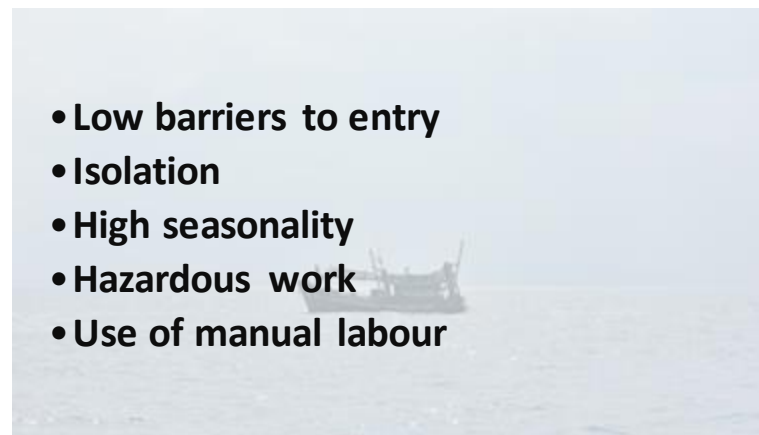 •Low barriers to entry
•Isolation
•High seasonality
•Hazardous work
•Use of manual labour